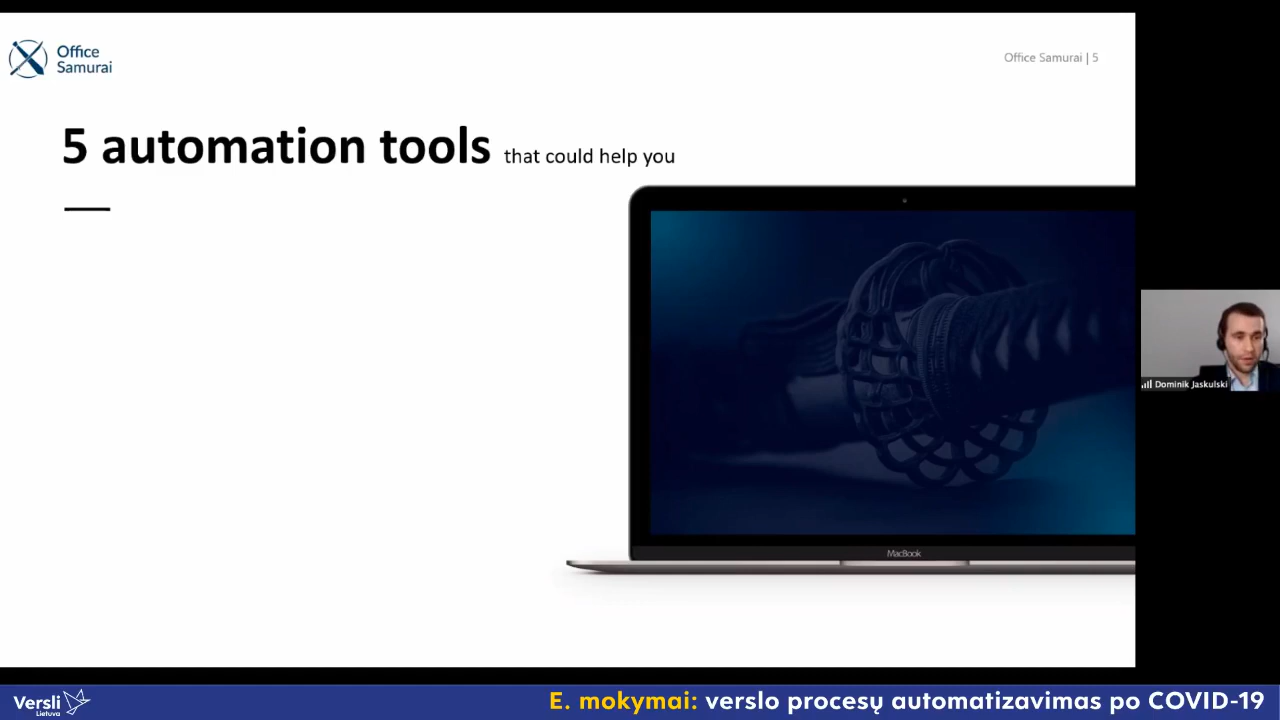 Office
Samurai
Office Samurai | 5
5 automation tools that could help you
MacBook
Dominik Jaskulski
Versli
Lietuva
E. mokymai: verslo procesų automatizavimas po COVID-19